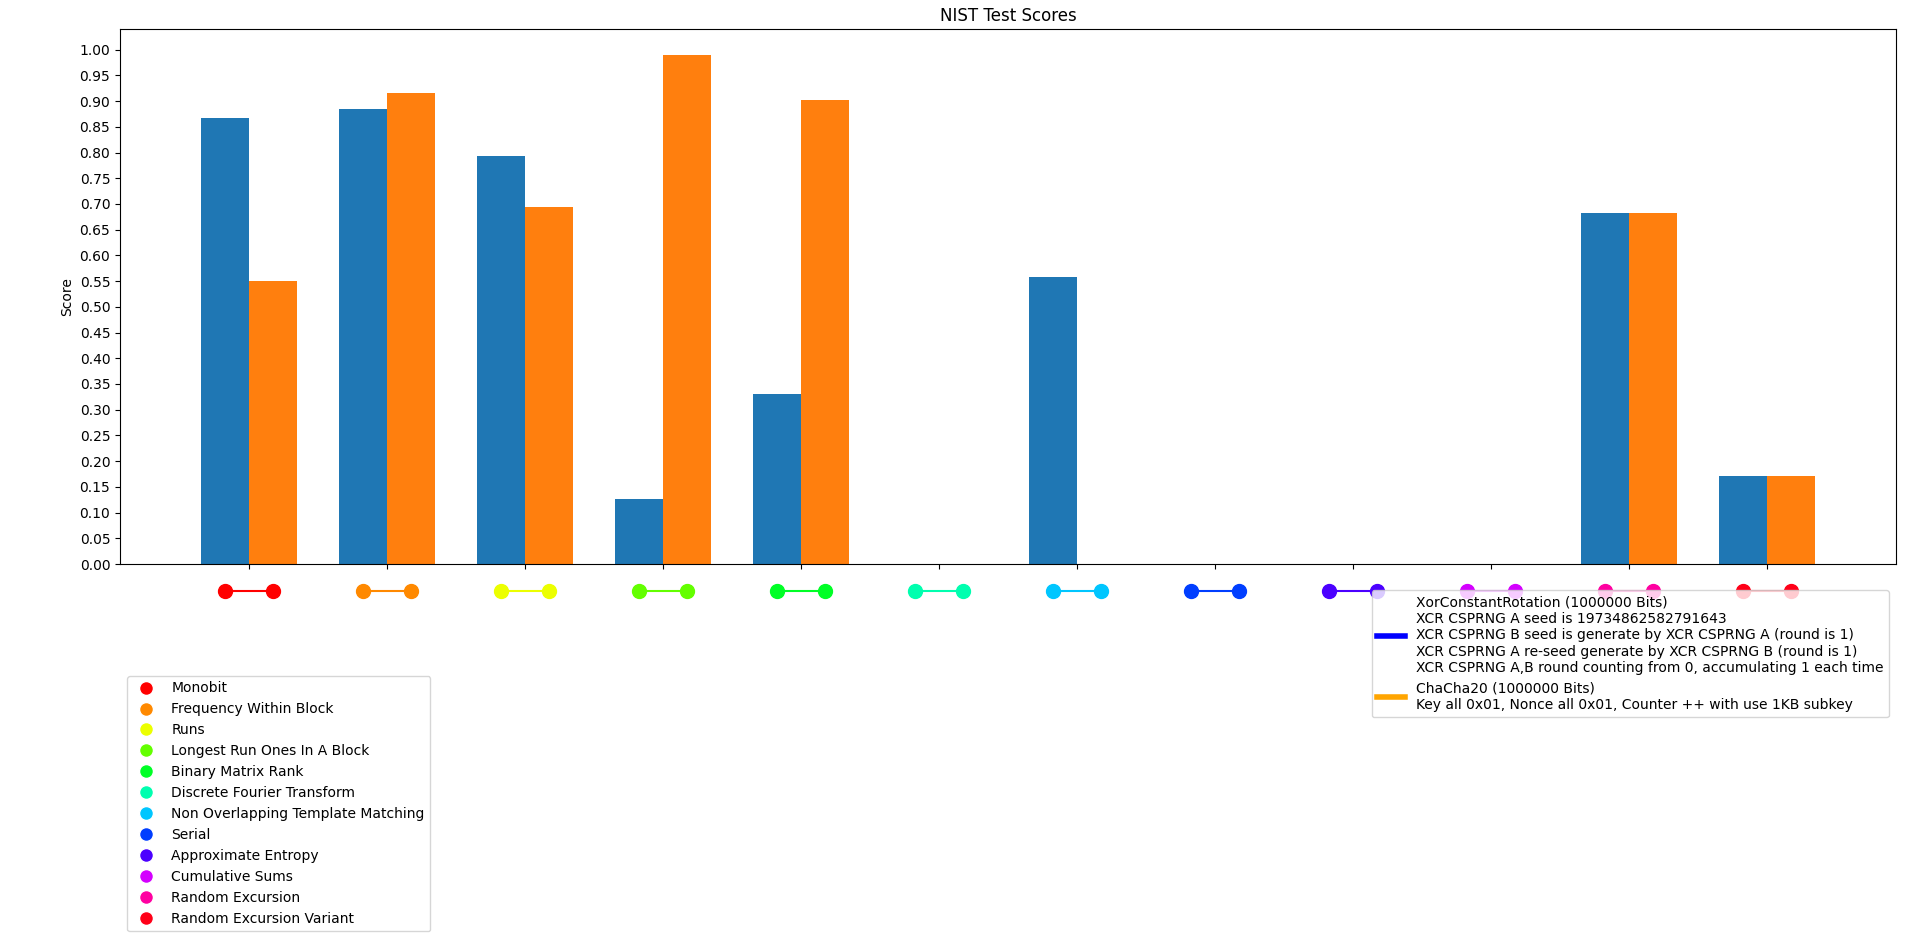 NIST Test Scores
Score
1.00
0.95
0.90
0.85
0.80
0.75
0.70
0.65
0.60
0.55
0.50
0.45
0.40
0.35
0.30
0.25
0.20
0.15
0.10
0.05
0.00
XorConstantRotation (1000000 Bits)
XCR CSPRNG A seed is 19734862582791643
XCR CSPRNG B seed is generate by XCR CSPRNG A (round is 1)
XCR CSPRNG A re-seed generate by XCR CSPRNG B (round is 1)
XCR CSPRNG A,B round counting from 0, accumulating 1 each time
ChaCha20 (1000000 Bits)
Key all 0x01, Nonce all 0x01, Counter ++ with use 1KB subkey
Monobit
Frequency Within Block
Runs
Longest Run Ones In A Block
Binary Matrix Rank
Discrete Fourier Transform
Non Overlapping Template Matching
Serial
Approximate Entropy
Cumulative Sums
Random Excursion
Random Excursion Variant